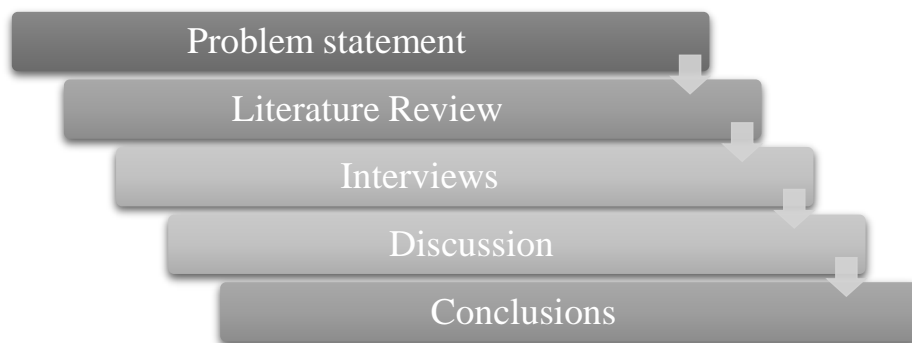 Problem statement
Literature Review
Interviews
Discussion
Conclusions